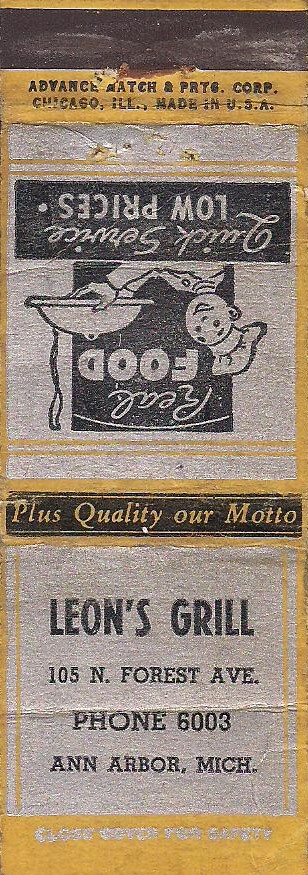 ADVANCE MATCH & PRTG. CORP.
CHICAGO, ILL., MADE IN U.S.A.
Real
FOOD
Quick Service
LOW PRICES •
Plus Quality our Motto
LEON'S GRILL
105 N. FOREST AVE.
PHONE 6003
ANN ARBOR, MICH.
CLOSE COVER FOR SAFETY